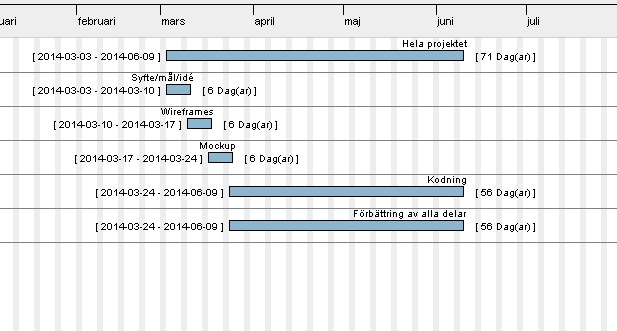 uari februari mars april maj juni juli
Hela projektet
[ 2014-03-03 - 2014-06-09 ] [ 71 Dag(ar) ]
Syfte/mål/idé
[ 2014-03-03 - 2014-03-10 ] [ 6 Dag(ar) ]
Wireframes
[ 2014-03-10 - 2014-03-17 ] [ 6 Dag(ar) ]
Mockup
[ 2014-03-17 - 2014-03-24 ] [ 6 Dag(ar) ]
Kodning
[ 2014-03-24 - 2014-06-09 ] [ 56 Dag(ar) ]
Förbättring av alla delar
[ 2014-03-24 - 2014-06-09 ] [ 56 Dag(ar) ]